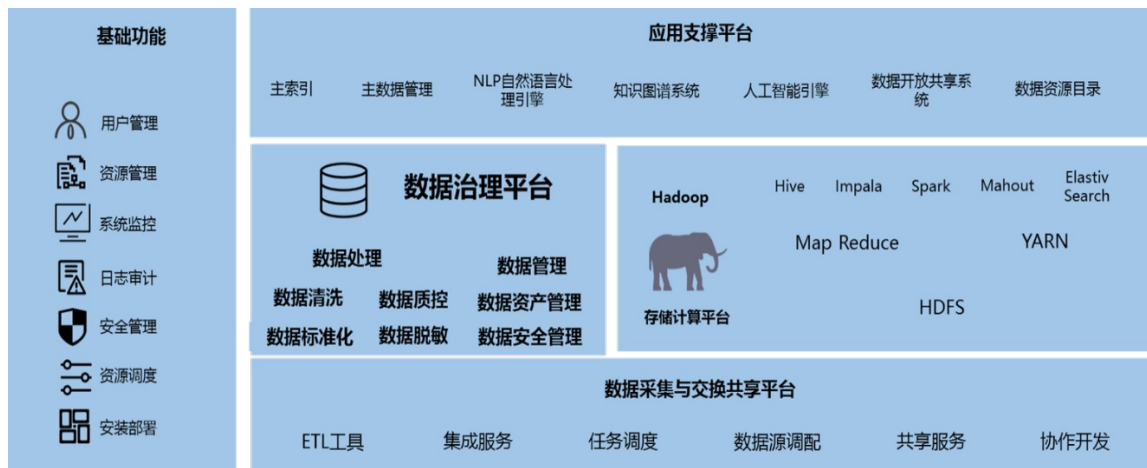 基础功能
用户管理
资源管理
系统监控
日志审计
安全管理
资源调度
安装部署
应用支撑平台
主索引
主数据管理
NLP自然语言处
理引擎
知识图谱系统
人工智能引擎
数据开放共享系
统
数据资源目录
数据治理平台
数据处理
数据管理
数据清洗
数据质控
数据资产管理
数据标准化
数据脱敏
数据安全管理
Hadoop
存储计算平台
Hive
Impala
Spark
Mahout
Elastiv
Search
Map Reduce
YARN
HDFS
数据采集与交换共享平台
ETL工具
集成服务
任务调度
数据源调配
共享服务
协作开发